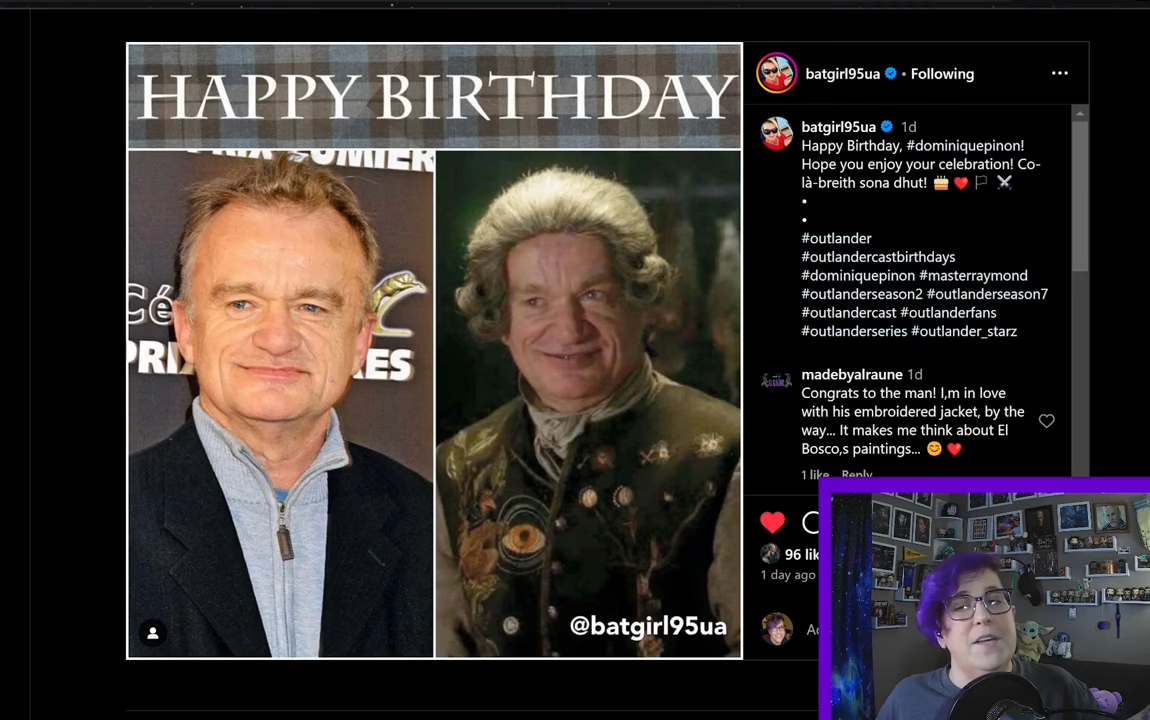 HAPPY BIRTHDAY
Cé
PRI
RES
@batgirl95ua
batgirl95ua • Following
batgirl95ua 1d
Happy Birthday, #dominiquepinon!
Hope you enjoy your celebration! Co-
là-breith sona dhut! 🎂 ❤️ 🏳 ⚔️
•
•
#outlander
#outlandercastbirthdays
#dominiquepinon #masterraymond
#outlanderseason2 #outlanderseason7
#outlandercast #outlanderfans
#outlanderseries #outlander_starz
madebyalraune 1d
Congrats to the man! I,m in love
with his embroidered jacket, by the
way... It makes me think about El
Bosco,s paintings... 😊 ❤️
1 like Reply
96 lik
1 day ago